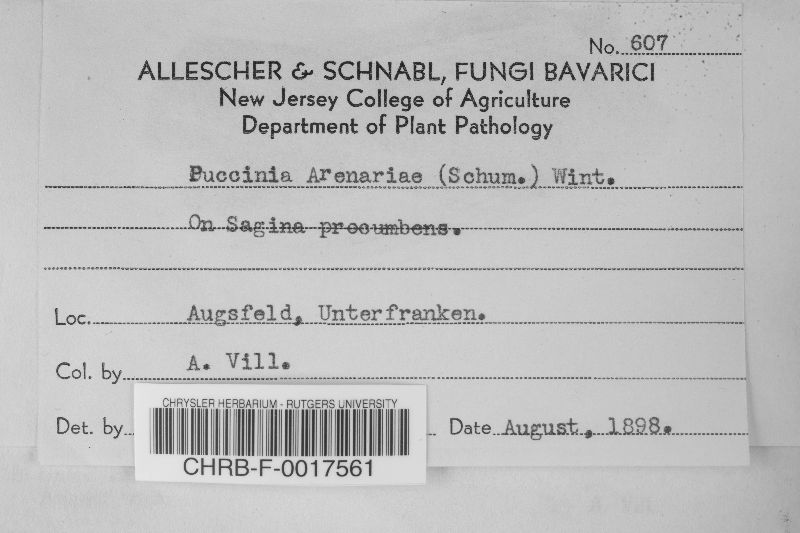 No. 607
ALLESCHER & SCHNABL, FUNGI BAVARICI
New Jersey College of Agriculture
Department of Plant Pathology
Puccinia Arenariae (Schum.) Wint.
On Sagina procumbens.
Loc. Augsfeld, Unterfranken.
Col. by A. Vill.
Det. by Date August, 1898.
CHRYSLER HERBARIUM - RUTGERS UNIVERSITY
CHRB-F-0017561